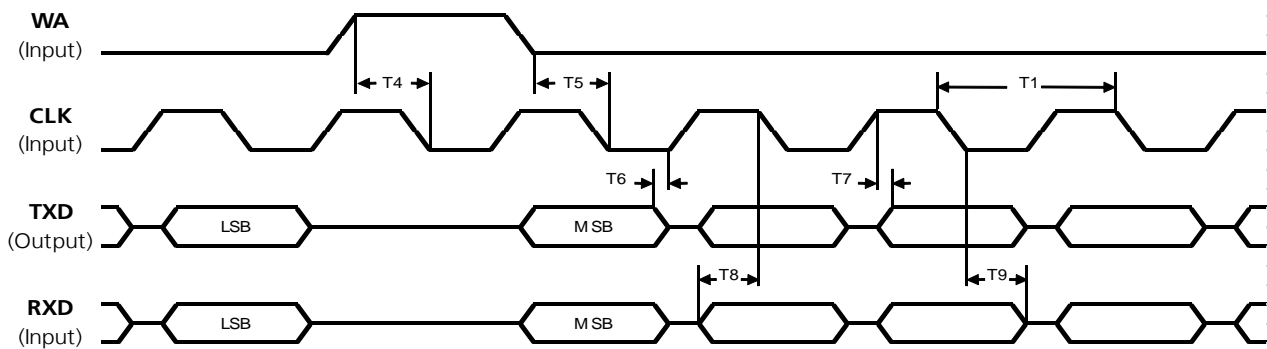 WA
(Input)
T4
T5
T1
CLK
(Input)
T6
T7
TXD
(Output)
LSB
MSB
T8
T9
RXD
(Input)
LSB
MSB